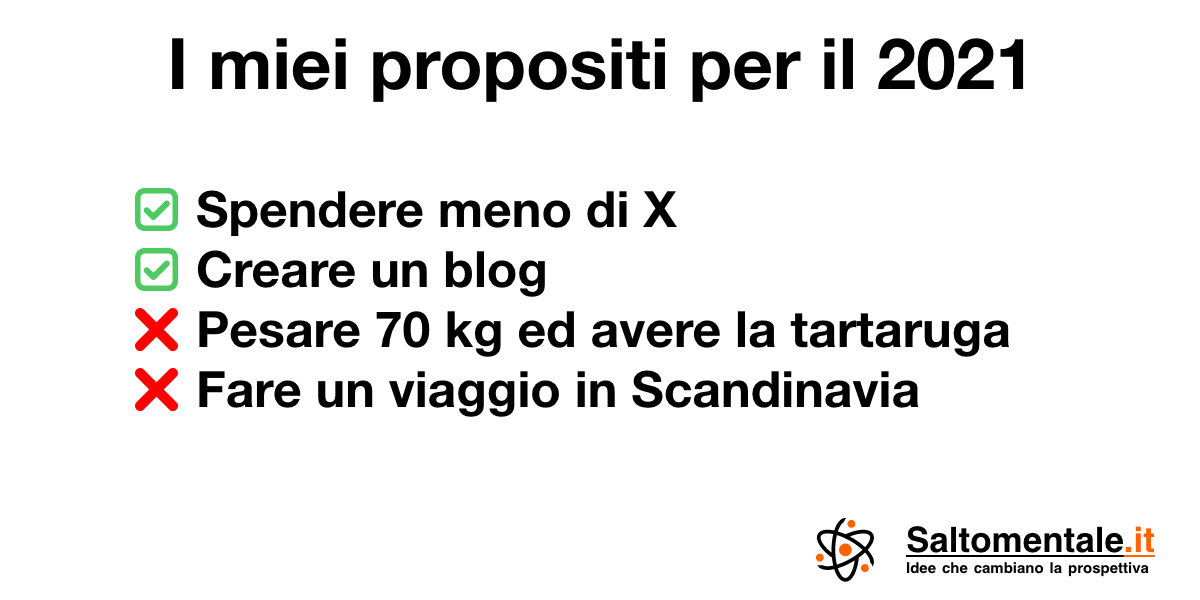 I miei propositi per il 2021
Spendere meno di X
Creare un blog
Pesare 70 kg ed avere la tartaruga
Fare un viaggio in Scandinavia
Saltomentale.it
Idee che cambiano la prospettiva